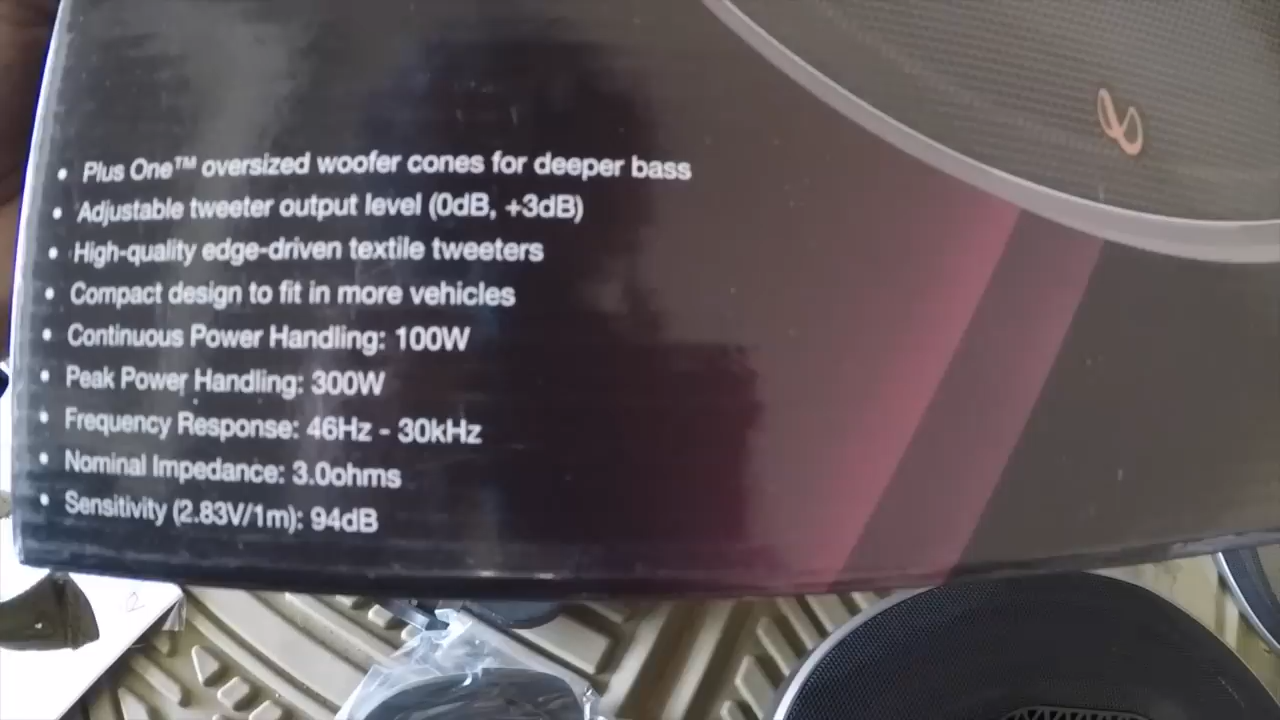 • Plus One™ oversized woofer cones for deeper bass
• Adjustable tweeter output level (0dB, +3dB)
• High-quality edge-driven textile tweeters
• Compact design to fit in more vehicles
• Continuous Power Handling: 100W
• Peak Power Handling: 300W
• Frequency Response: 46Hz - 30kHz
• Nominal Impedance: 3.0ohms
• Sensitivity (2.83V/1m): 94dB